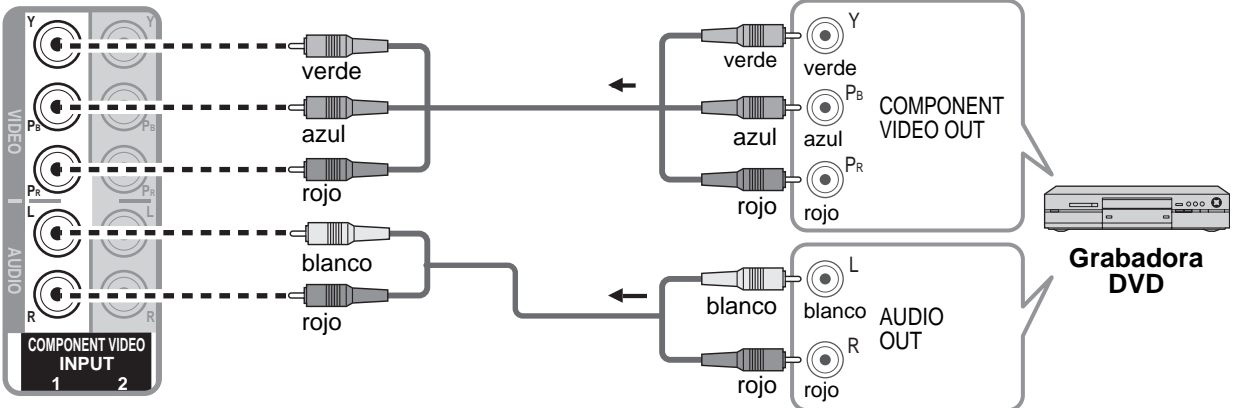 VIDEO
AUDIO
Y
Y
PB
PB
PR
PR
L
L
R
R
COMPONENT VIDEO
INPUT
1 2
verde
azul
rojo
blanco
rojo
verde
azul
rojo
blanco
rojo
Y
verde
PB
azul
PR
rojo
COMPONENT
VIDEO OUT
L
blanco
R
rojo
AUDIO
OUT
Grabadora
DVD